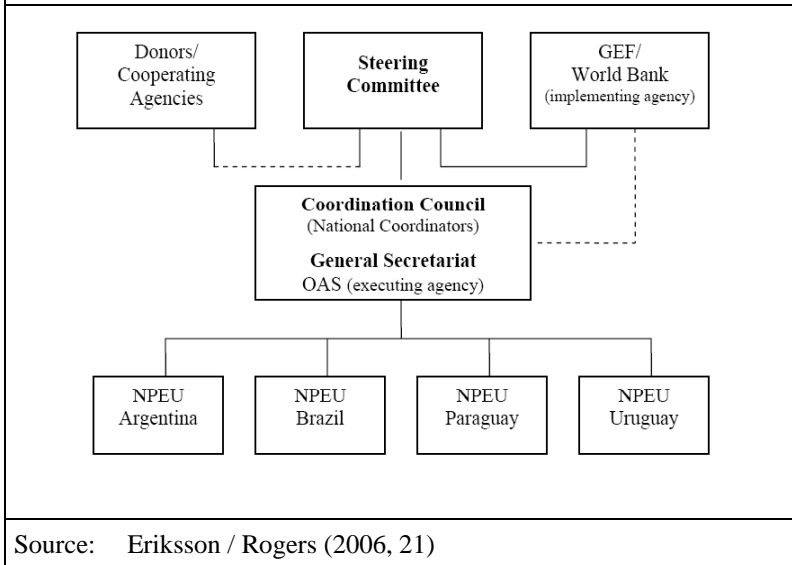 Donors/
Cooperating
Agencies
Steering
Committee
GEF/
World Bank
(implementing agency)
Coordination Council
(National Coordinators)
General Secretariat
OAS (executing agency)
NPEU
Argentina
NPEU
Brazil
NPEU
Paraguay
NPEU
Uruguay
Source: Eriksson / Rogers (2006, 21)